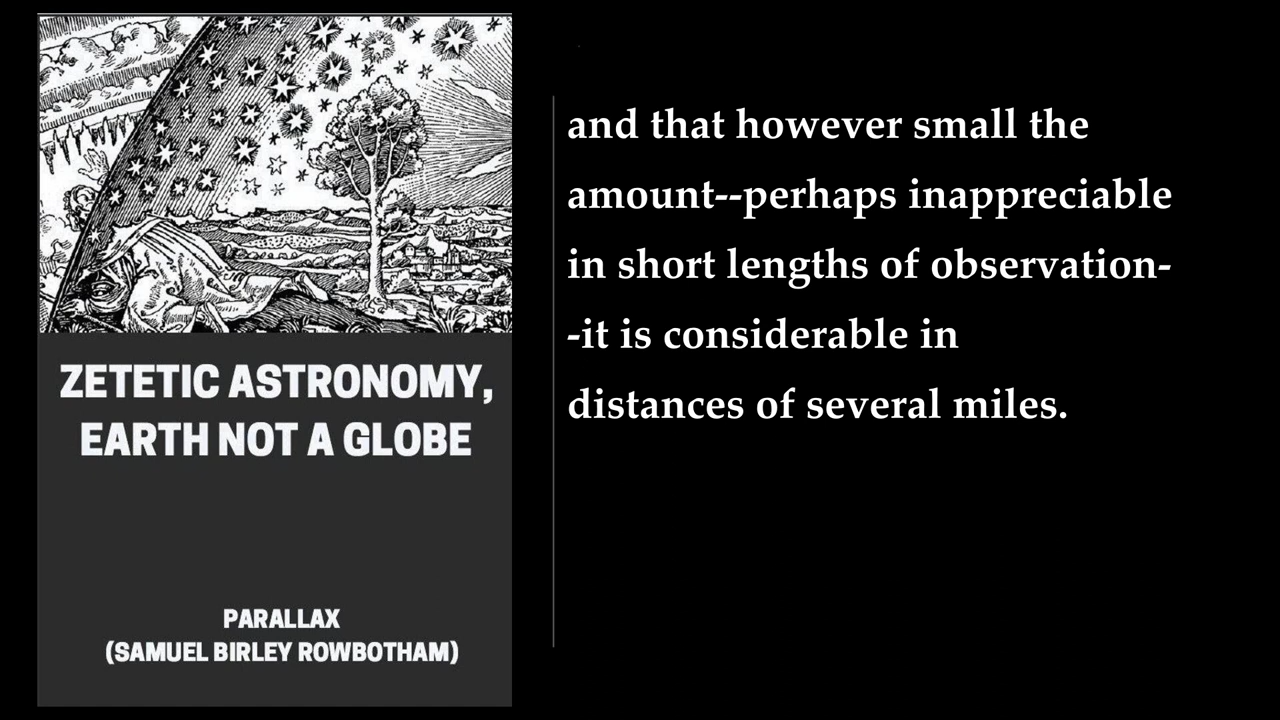 ZETETIC ASTRONOMY,
EARTH NOT A GLOBE
PARALLAX
(SAMUEL BIRLEY ROWBOTHAM)
and that however small the
amount--perhaps inappreciable
in short lengths of observation-
-it is considerable in
distances of several miles.